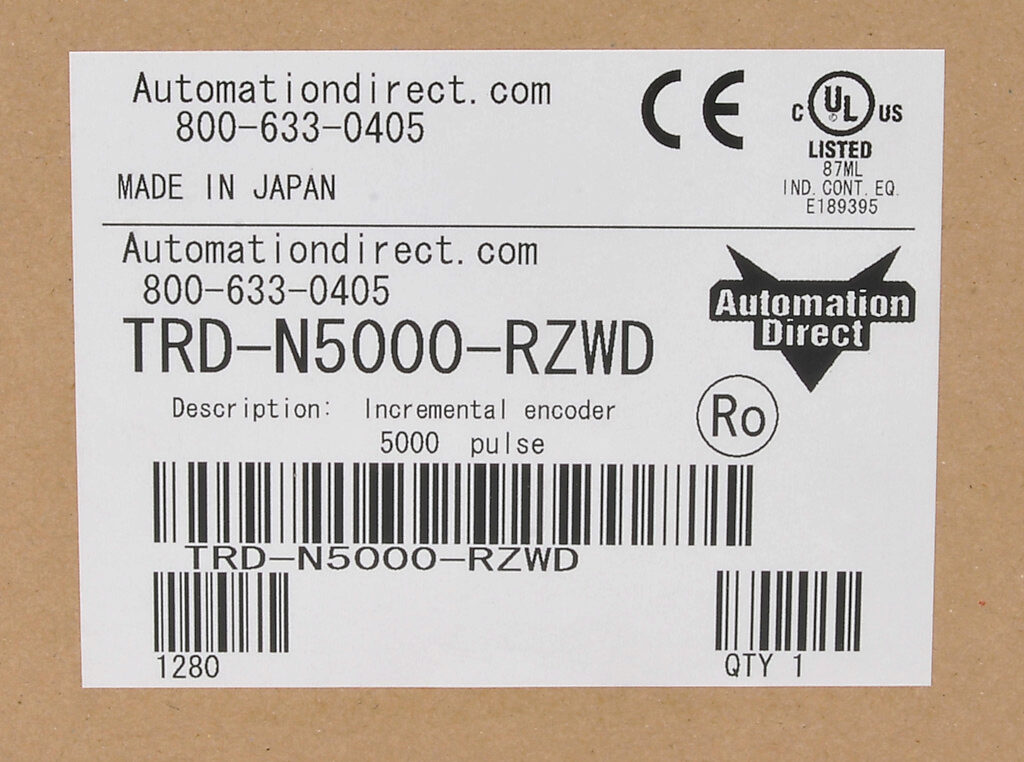 Automationdirect.com
800-633-0405
MADE IN JAPAN
CE
C UL US
LISTED
87ML
IND. CONT. EQ.
E189395
Automationdirect.com
800-633-0405
TRD-N5000-RZWD
Automation
Direct
Description: Incremental encoder
5000 pulse
Ro
TRD-N5000-RZWD
1280
QTY 1